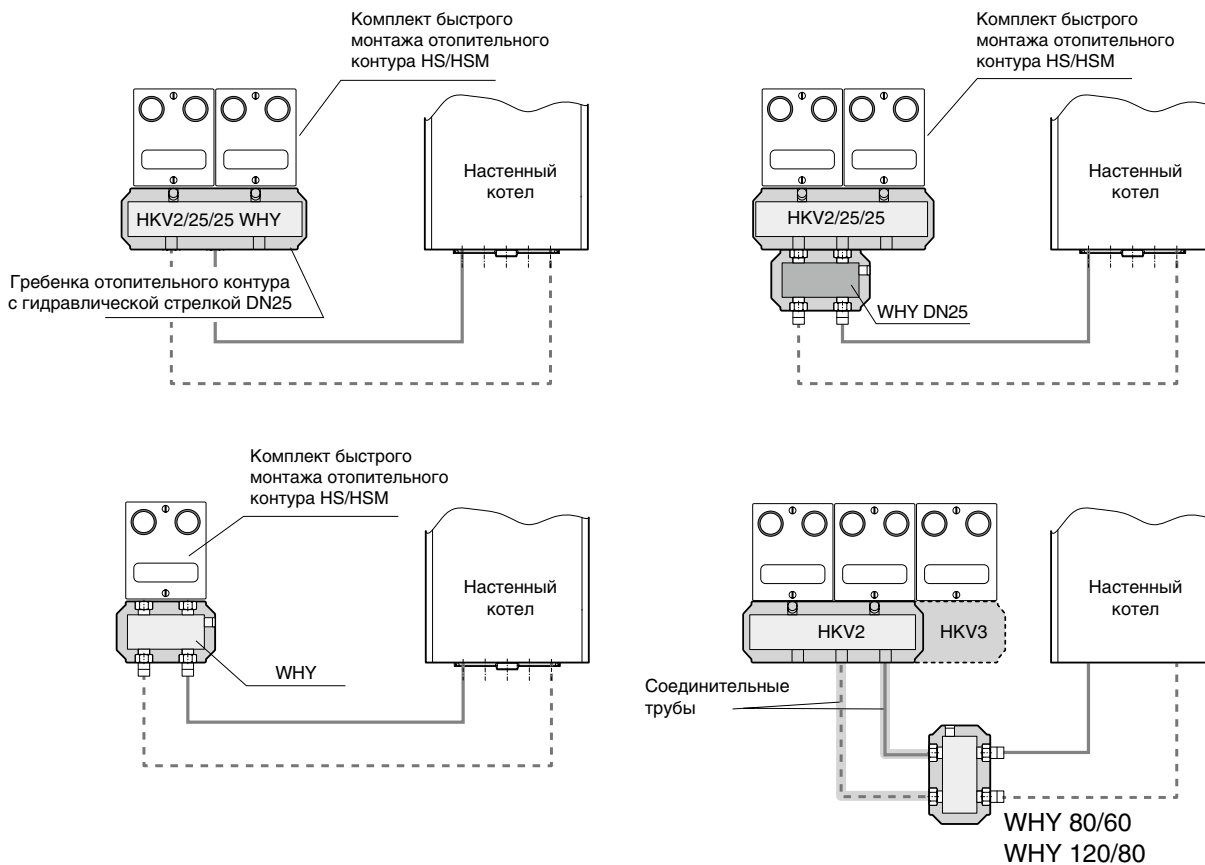 Комплект быстрого
монтажа отопительного
контура HS/HSM
Настенный
котел
HKV2/25/25 WHY
Гребенка отопительного контура
с гидравлической стрелкой DN25
Комплект быстрого
монтажа отопительного
контура HS/HSM
Настенный
котел
HKV2/25/25
WHY DN25
Комплект быстрого
монтажа отопительного
контура HS/HSM
Настенный
котел
WHY
Настенный
котел
HKV2
HKV3
Соединительные
трубы
WHY 80/60
WHY 120/80